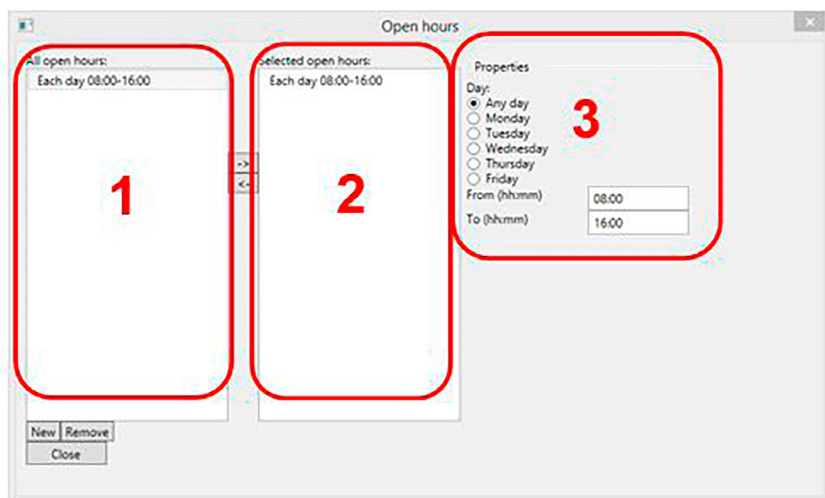 Open hours
All open hours:
Each day 08:00-16:00
1
New Remove
Close
->
<-
Selected open hours:
Each day 08:00-16:00
2
Properties
Day:
Any day
Monday
Tuesday
Wednesday
Thursday
Friday
3
From (hh:mm) 08:00
To (hh:mm) 16:00